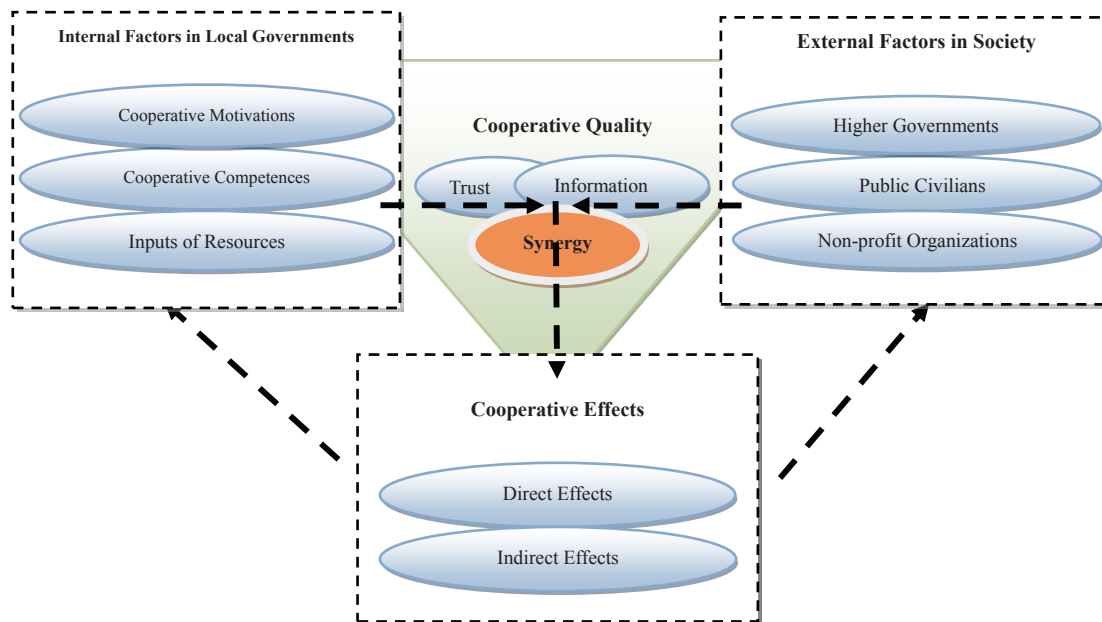 Internal Factors in Local Governments
Cooperative Motivations
Cooperative Competences
Inputs of Resources
Cooperative Quality
Trust
Information
Synergy
External Factors in Society
Higher Governments
Public Civilians
Non-profit Organizations
Cooperative Effects
Direct Effects
Indirect Effects